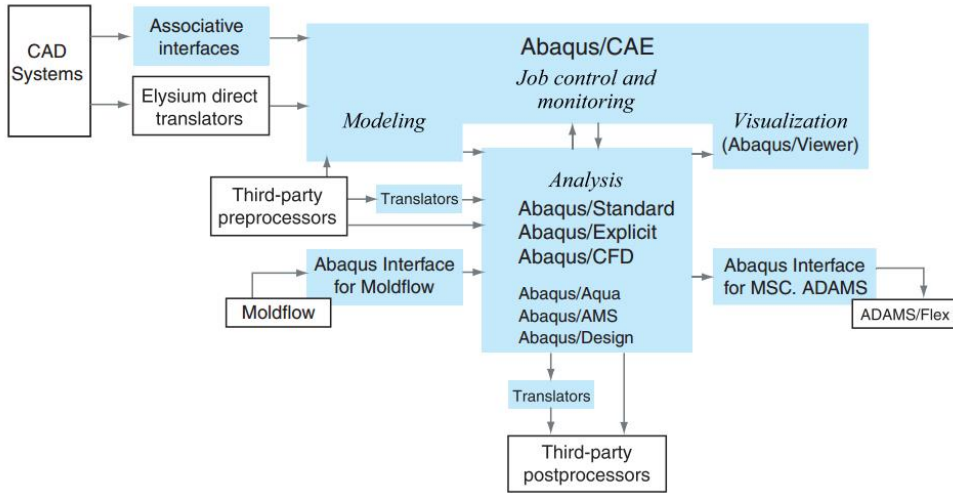 CAD
Systems
Associative
interfaces
Elysium direct
translators
Abaqus/CAE
Job control and
monitoring
Modeling
Visualization
(Abaqus/Viewer)
Third-party
preprocessors
Translators
Analysis
Abaqus/Standard
Abaqus/Explicit
Abaqus/CFD
Abaqus/Aqua
Abaqus/AMS
Abaqus/Design
Abaqus Interface
for Moldflow
Moldflow
Abaqus Interface
for MSC. ADAMS
ADAMS/Flex
Translators
Third-party
postprocessors